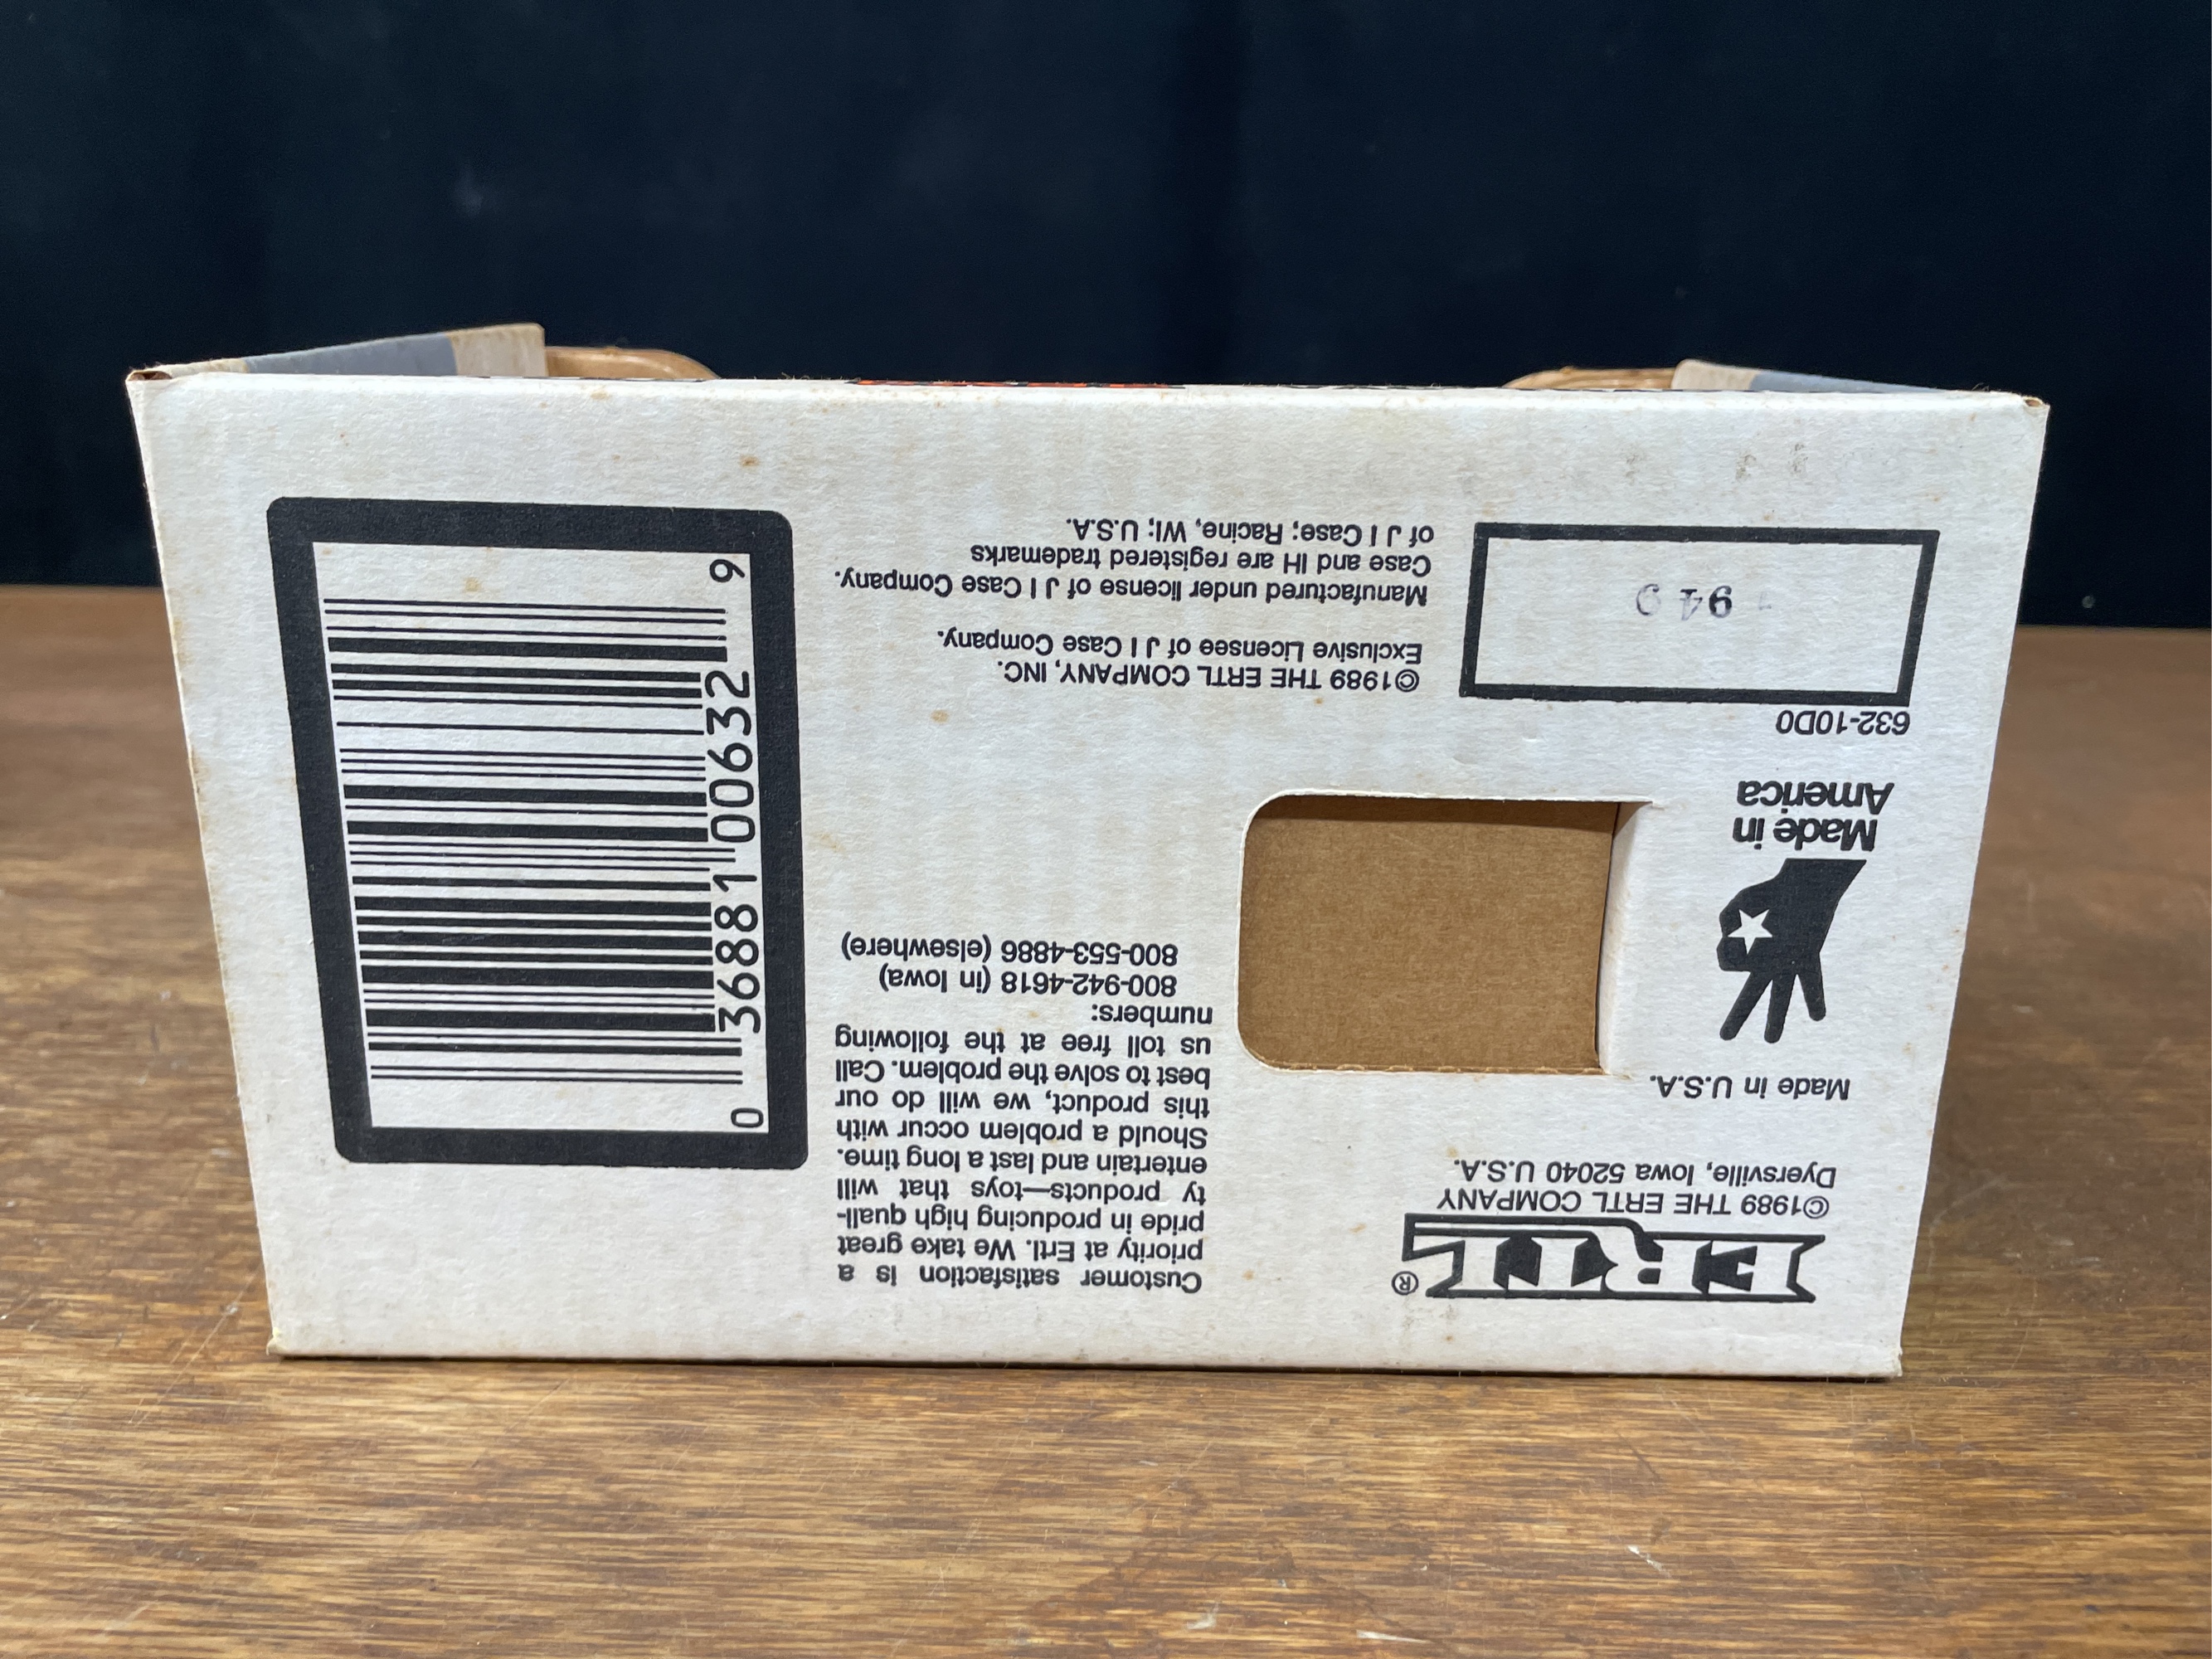 ERTL®
©1989 THE ERTL COMPANY
Dyersville, Iowa 52040 U.S.A.
Made in U.S.A.
Made in
America
632-10D0
Customer satisfaction is a
priority at Ertl. We take great
pride in producing high quali-
ty products—toys that will
entertain and last a long time.
Should a problem occur with
this product, we will do our
best to solve the problem. Call
us toll free at the following
numbers:
800-942-4618 (in Iowa)
800-553-4886 (elsewhere)
©1989 THE ERTL COMPANY, INC.
Exclusive Licensee of J I Case Company.
Manufactured under license of J I Case Company.
Case and IH are registered trademarks
of J I Case; Racine, WI; U.S.A.
0 36881 00632 9